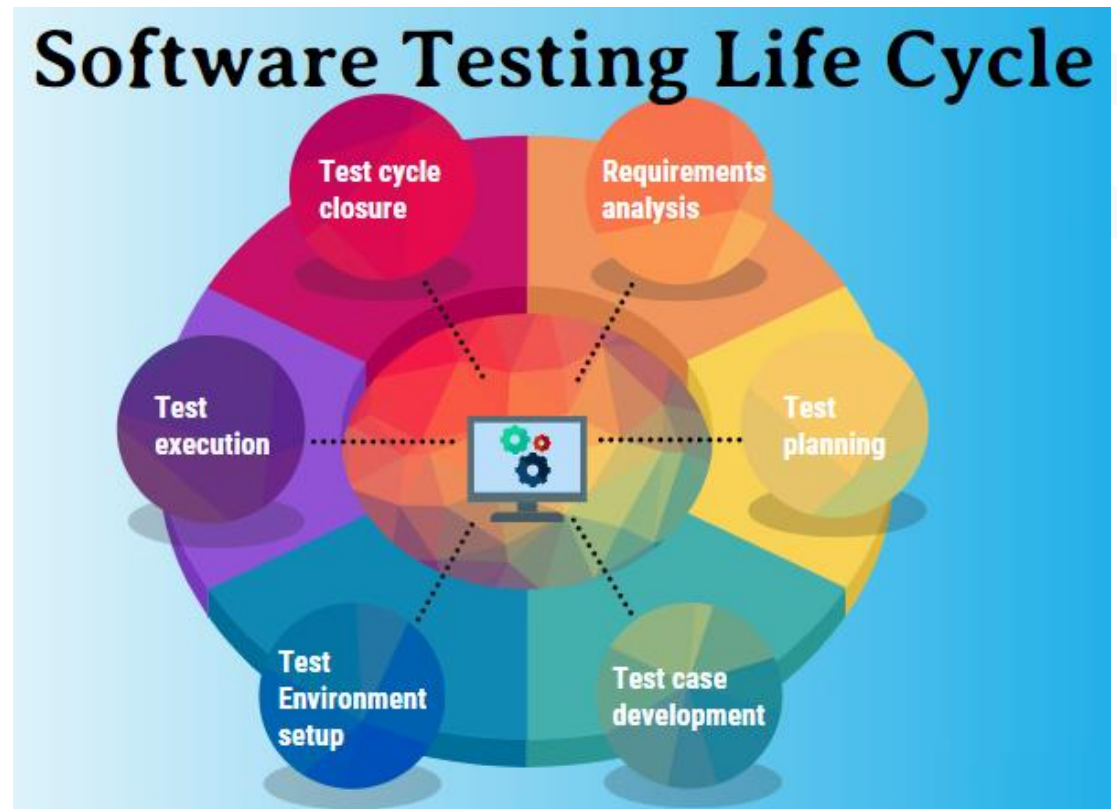 Software Testing Life Cycle
Test cycle
closure
Requirements
analysis
Test
execution
Test
planning
Test
Environment
setup
Test case
development